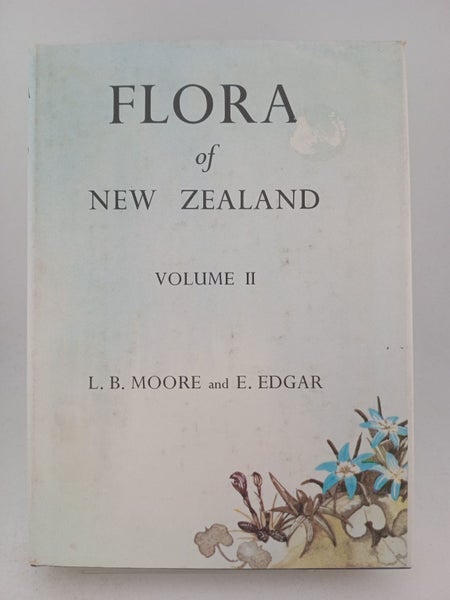 FLORA
of
NEW ZEALAND
VOLUME II
L. B. MOORE and E. EDGAR